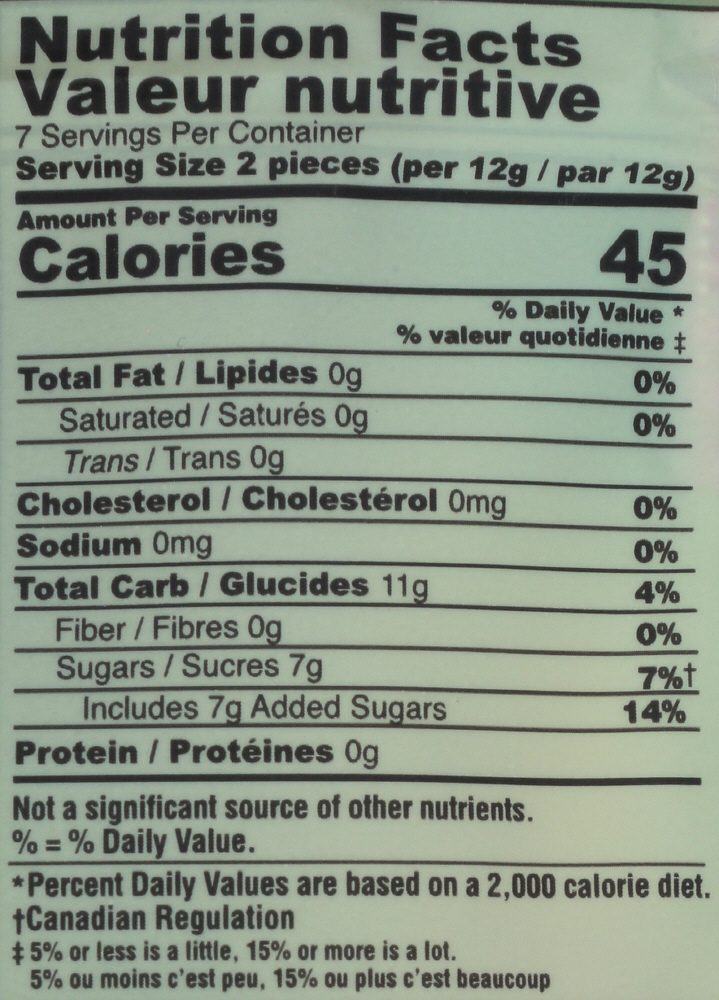 Nutrition Facts
Valeur nutritive
7 Servings Per Container
Serving Size 2 pieces (per 12g / par 12g)
Amount Per Serving
Calories 45
% Daily Value *
% valeur quotidienne ‡
Total Fat / Lipides 0g 0%
Saturated / Saturés 0g 0%
Trans / Trans 0g
Cholesterol / Cholestérol 0mg 0%
Sodium 0mg 0%
Total Carb / Glucides 11g 4%
Fiber / Fibres 0g 0%
Sugars / Sucres 7g 7%†
Includes 7g Added Sugars 14%
Protein / Protéines 0g
Not a significant source of other nutrients.
% = % Daily Value.
*Percent Daily Values are based on a 2,000 calorie diet.
†Canadian Regulation
‡ 5% or less is a little, 15% or more is a lot.
5% ou moins c'est peu, 15% ou plus c'est beaucoup